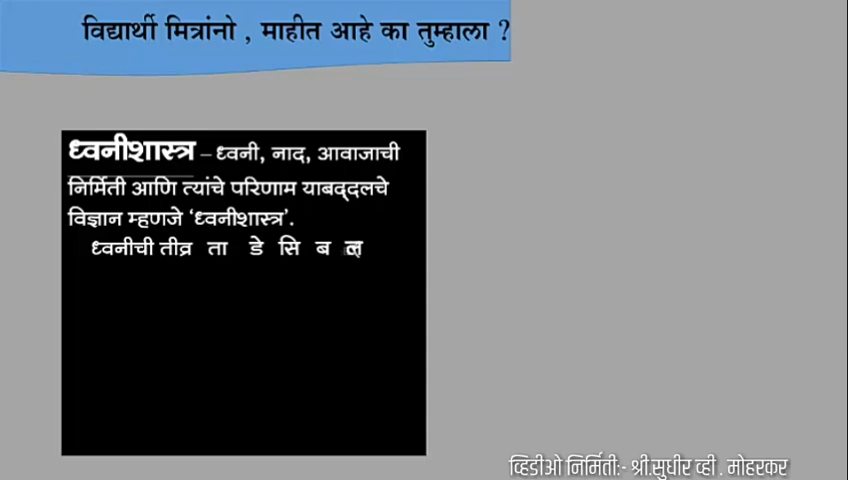 विद्यार्थी मित्रांनो , माहीत आहे का तुम्हाला ?
ध्वनीशास्त्र – ध्वनी, नाद, आवाजाची
निर्मिती आणि त्यांचे परिणाम याबद्‌दलचे
विज्ञान म्हणजे ‘ध्वनीशास्त्र’.
ध्वनीची तीव्र ता डे सि ब ल
व्हिडीओ निर्मिती:- श्री.सुधीर व्ही . मोहरकर